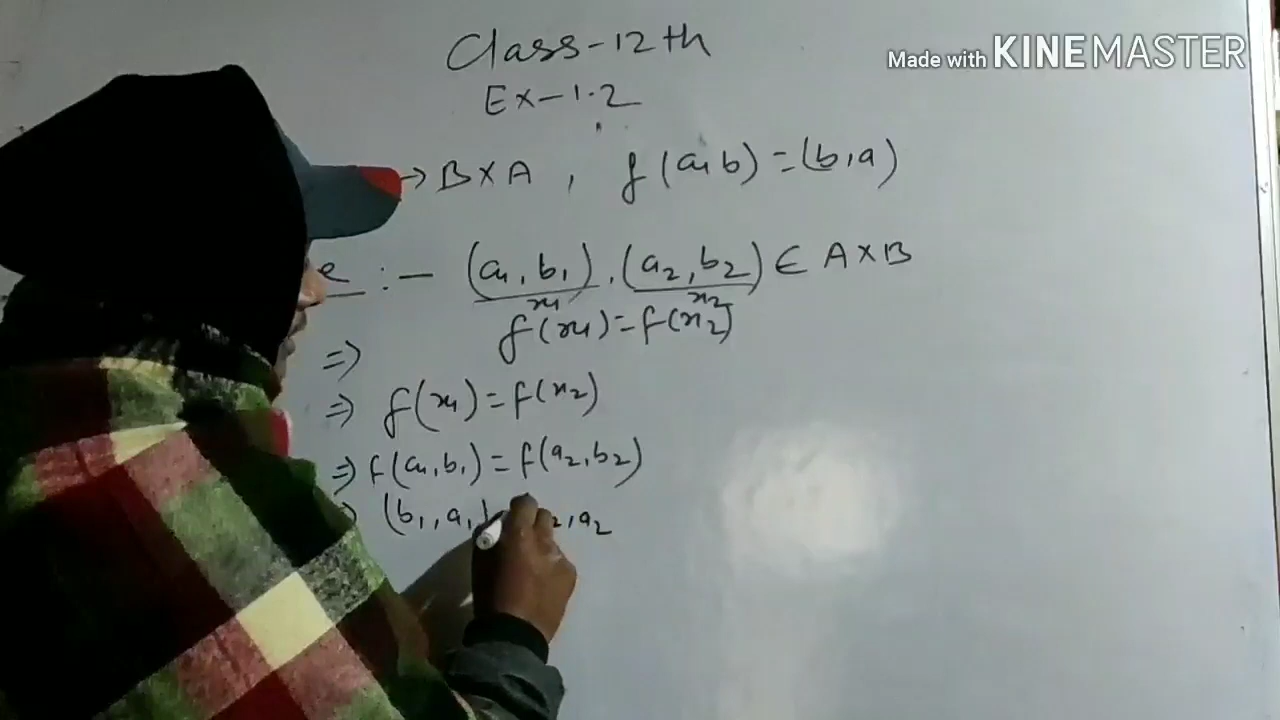 Class-12th
Made with KINEMASTER
Ex-1.2
→ B×A , f(a,b) = (b,a)
e :- (a₁, b₁), (a₂, b₂) ∈ A×B
x₁ x₂
f(x₁) = f(x₂)
⇒
⇒ f(x₁) = f(x₂)
⇒ f(a₁, b₁) = f(a₂, b₂)
(b₁, a₁) ₂, a₂